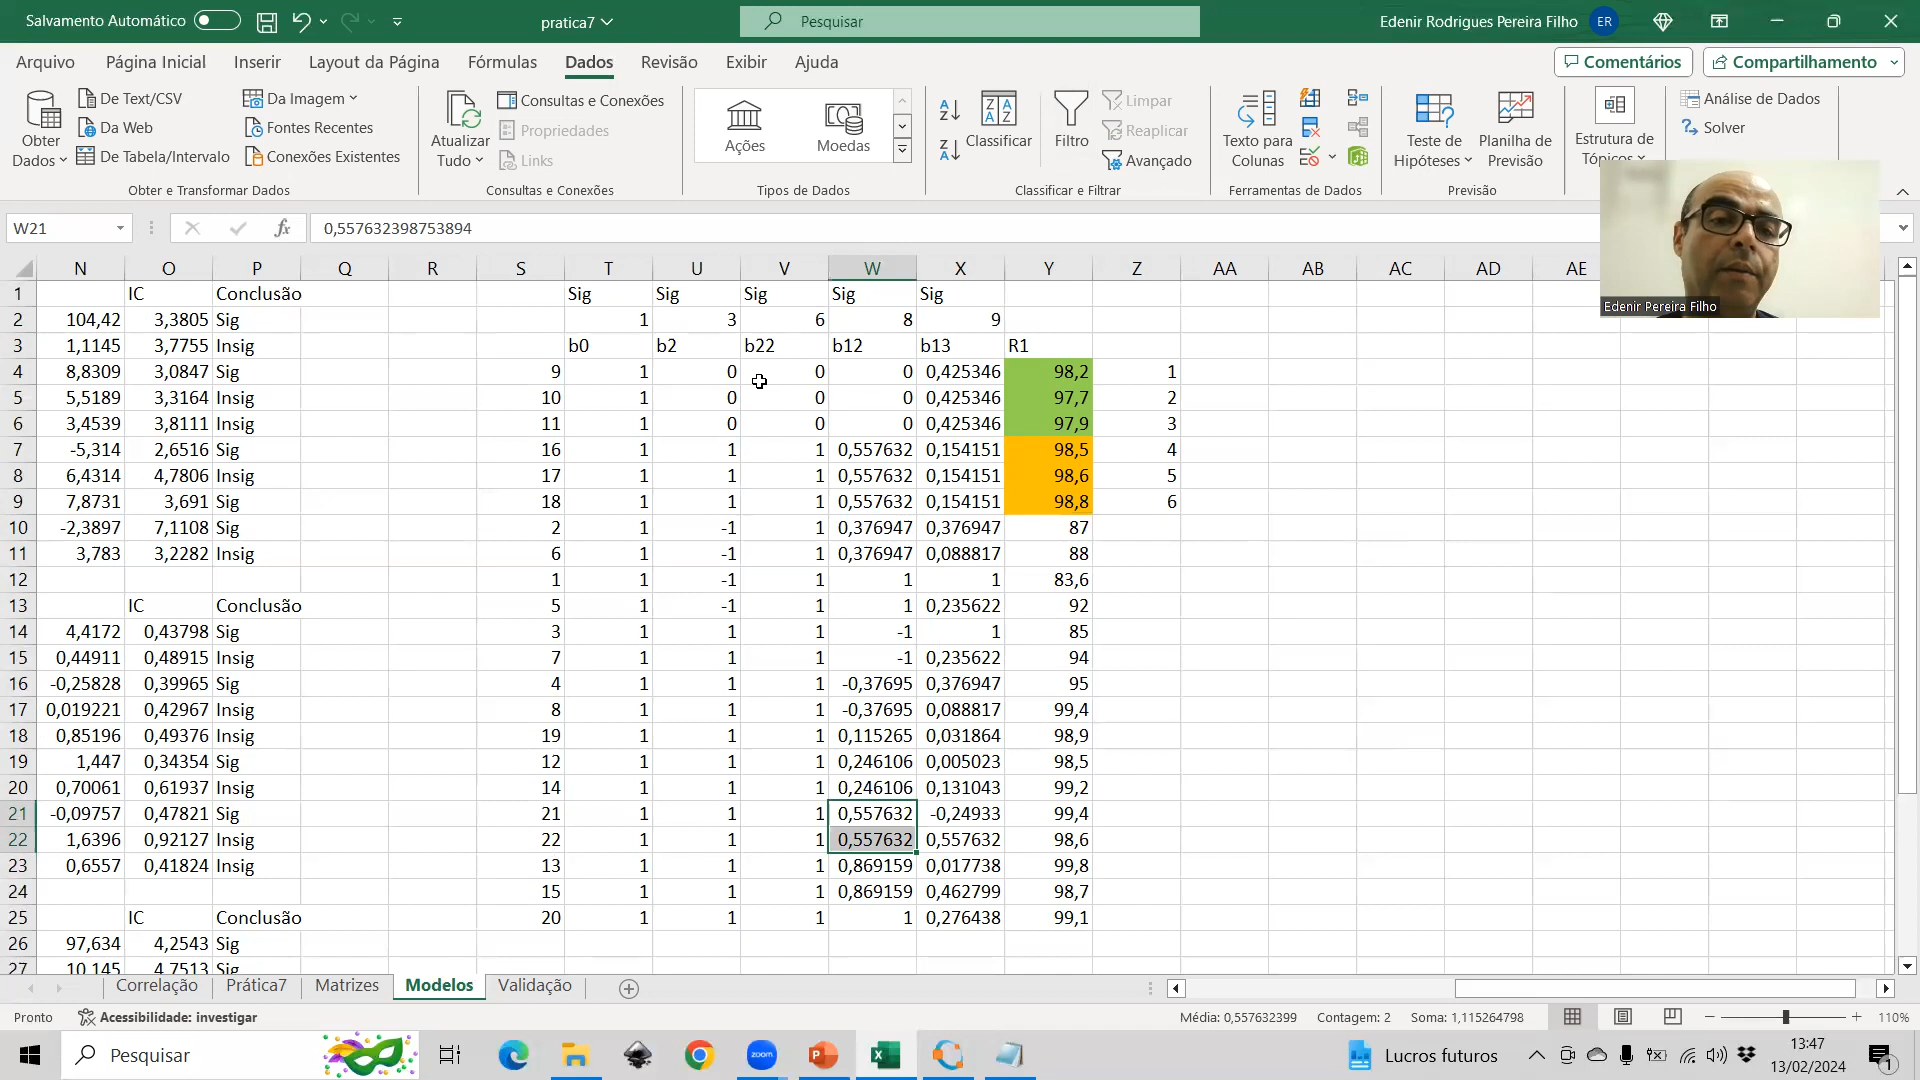 Salvamento Automático
pratica7
Pesquisar
Edenir Rodrigues Pereira Filho
ER
Arquivo Página Inicial Inserir Layout da Página Fórmulas Dados Revisão Exibir Ajuda
Comentários
Compartilhamento
Obter Dados
De Text/CSV
Da Web
De Tabela/Intervalo
Da Imagem
Fontes Recentes
Conexões Existentes
Obter e Transformar Dados
Atualizar Tudo
Consultas e Conexões
Propriedades
Links
Consultas e Conexões
Ações
Moedas
Tipos de Dados
Classificar
Filtro
Limpar
Reaplicar
Avançado
Classificar e Filtrar
Texto para Colunas
Ferramentas de Dados
Teste de Hipóteses
Planilha de Previsão
Previsão
Estrutura de Tópicos
Análise de Dados
Solver
W21
fx
0,557632398753894
Edenir Pereira Filho
N O P Q R S T U V W X Y Z AA AB AC AD AE
1 IC Conclusão Sig Sig Sig Sig Sig
2 104,42 3,3805 Sig 1 3 6 8 9
3 1,1145 3,7755 Insig b0 b2 b22 b12 b13 R1
4 8,8309 3,0847 Sig 9 1 0 0 0 0,425346 98,2 1
5 5,5189 3,3164 Insig 10 1 0 0 0 0,425346 97,7 2
6 3,4539 3,8111 Insig 11 1 0 0 0 0,425346 97,9 3
7 -5,314 2,6516 Sig 16 1 1 1 0,557632 0,154151 98,5 4
8 6,4314 4,7806 Insig 17 1 1 1 0,557632 0,154151 98,6 5
9 7,8731 3,691 Sig 18 1 1 1 0,557632 0,154151 98,8 6
10 -2,3897 7,1108 Sig 2 1 -1 1 0,376947 0,376947 87
11 3,783 3,2282 Insig 6 1 -1 1 0,376947 0,088817 88
12 1 1 -1 1 1 1 83,6
13 IC Conclusão 5 1 -1 1 1 0,235622 92
14 4,4172 0,43798 Sig 3 1 1 1 -1 1 85
15 0,44911 0,48915 Insig 7 1 1 1 -1 0,235622 94
16 -0,25828 0,39965 Sig 4 1 1 1 -0,37695 0,376947 95
17 0,019221 0,42967 Insig 8 1 1 1 -0,37695 0,088817 99,4
18 0,85196 0,49376 Insig 19 1 1 1 0,115265 0,031864 98,9
19 1,447 0,34354 Sig 12 1 1 1 0,246106 0,005023 98,5
20 0,70061 0,61937 Insig 14 1 1 1 0,246106 0,131043 99,2
21 -0,09757 0,47821 Sig 21 1 1 1 0,557632 -0,24933 99,4
22 1,6396 0,92127 Insig 22 1 1 1 0,557632 0,557632 98,6
23 0,6557 0,41824 Insig 13 1 1 1 0,869159 0,017738 99,8
24 15 1 1 1 0,869159 0,462799 98,7
25 IC Conclusão 20 1 1 1 1 0,276438 99,1
26 97,634 4,2543 Sig
27 10,145 4,7513 Sig
Correlação Prática7 Matrizes Modelos Validação
Pronto Acessibilidade: investigar Média: 0,557632399 Contagem: 2 Soma: 1,115264798 110%
Pesquisar
zoom
Lucros futuros
13:47
13/02/2024
1